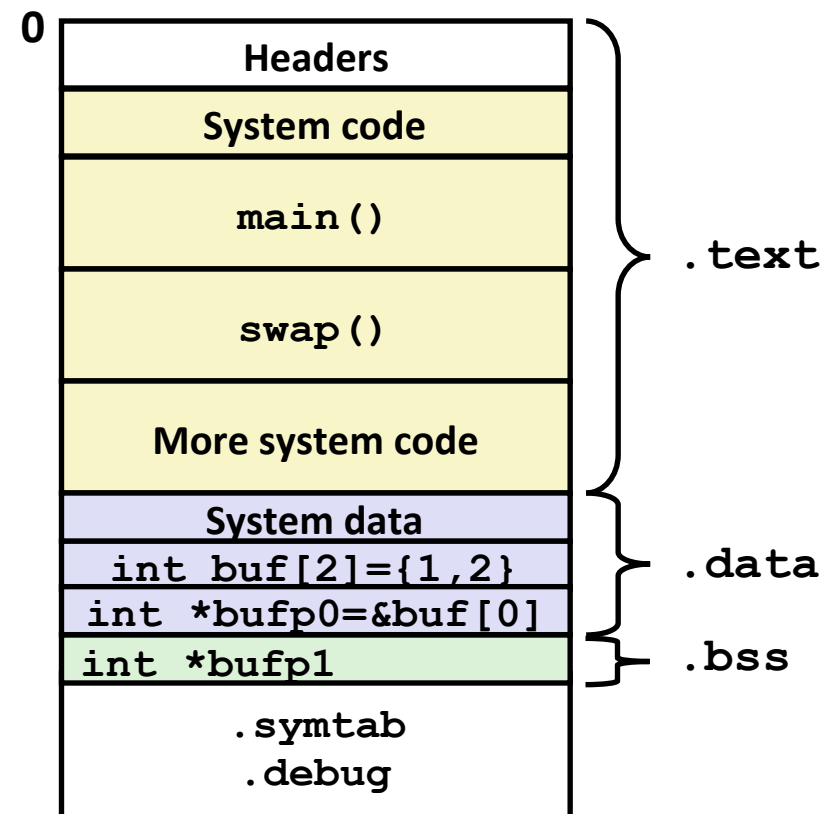 0
Headers
System code
main()
swap()
.text
More system code
System data
int buf[2]={1,2}
.data
int *bufp0=&buf[0]
int *bufp1
.bss
.symtab
.debug